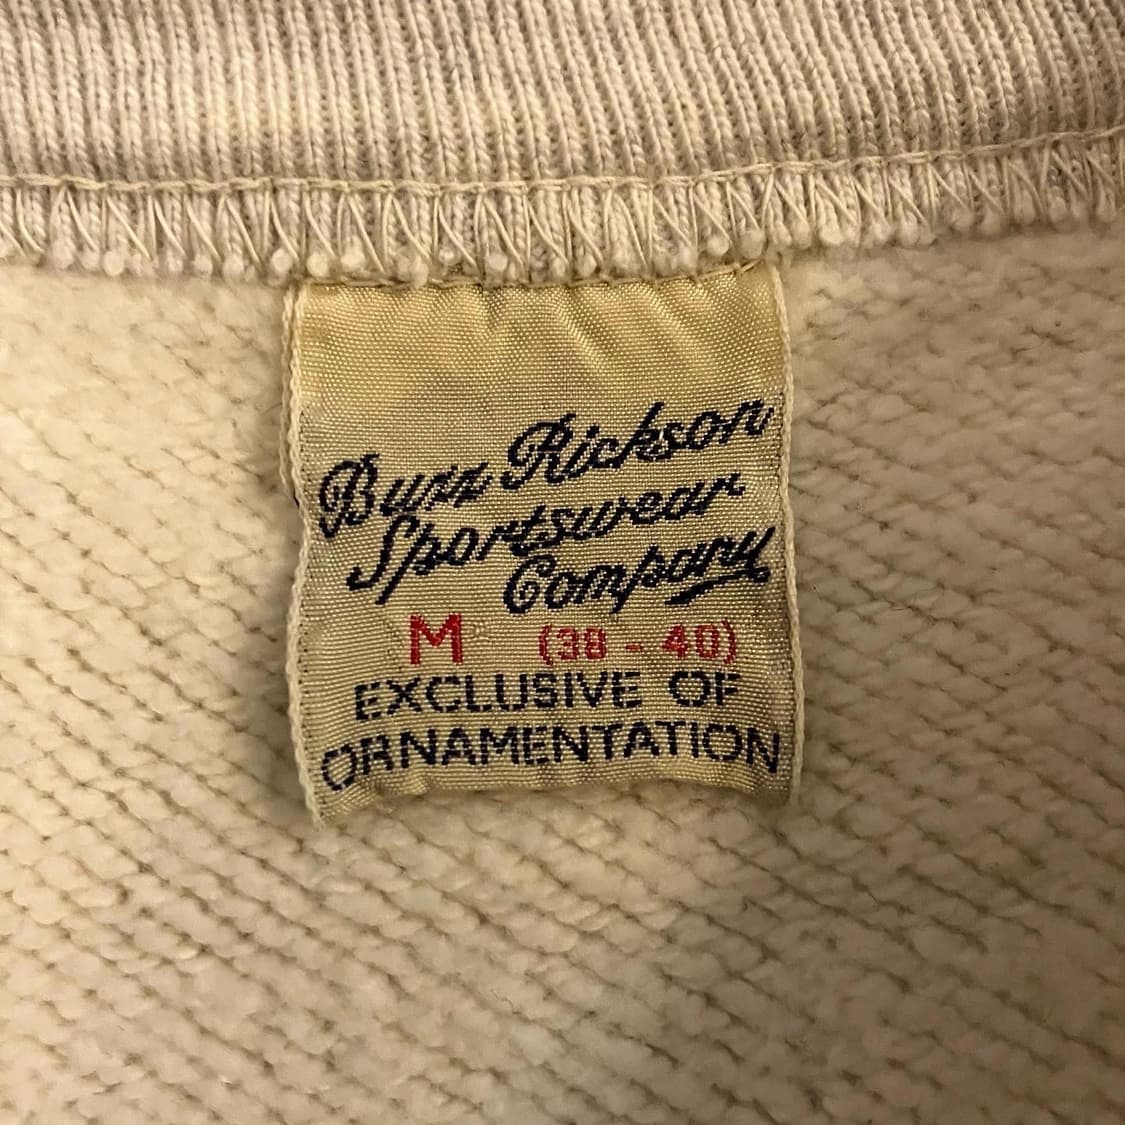 Buzz Rickson
Sportswear
Company
M (38 - 40)
EXCLUSIVE OF
ORNAMENTATION